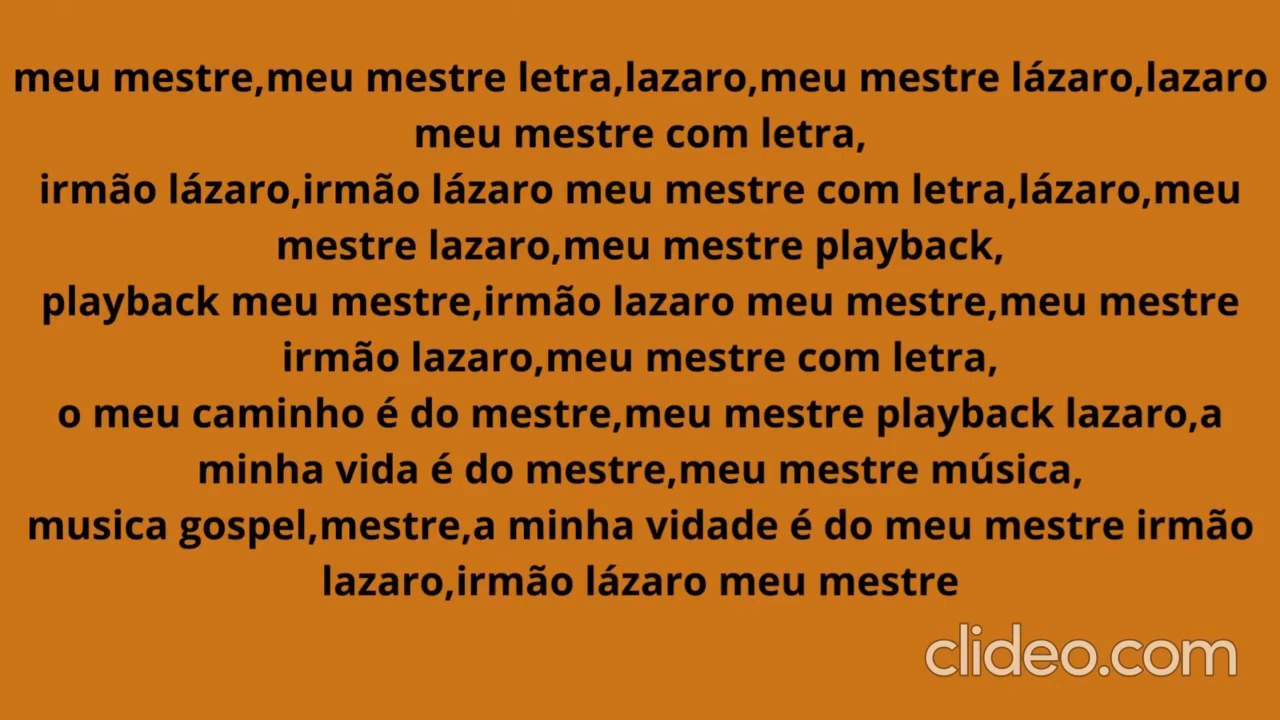 meu mestre,meu mestre letra,lazaro,meu mestre lázaro,lazaro
meu mestre com letra,
irmão lázaro,irmão lázaro meu mestre com letra,lázaro,meu
mestre lazaro,meu mestre playback,
playback meu mestre,irmão lazaro meu mestre,meu mestre
irmão lazaro,meu mestre com letra,
o meu caminho é do mestre,meu mestre playback lazaro,a
minha vida é do mestre,meu mestre música,
musica gospel,mestre,a minha vidade é do meu mestre irmão
lazaro,irmão lázaro meu mestre
clideo.com